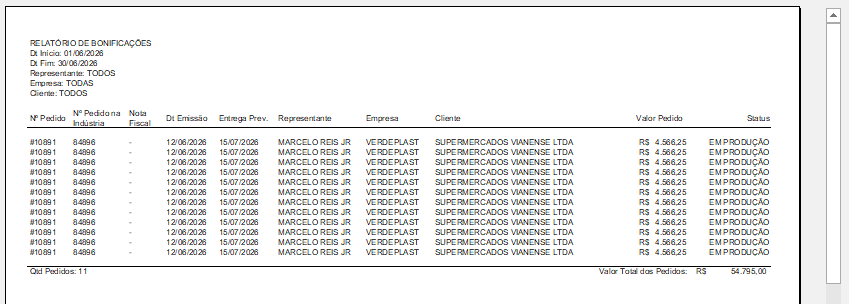 RELATÓRIO DE BONIFICAÇÕES
Dt Início: 01/06/2026
Dt Fim: 30/06/2026
Representante: TODOS
Empresa: TODAS
Cliente: TODOS
Nº Pedido Nº Pedido na Indústria Nota Fiscal Dt Emissão Entrega Prev. Representante Empresa Cliente Valor Pedido Status
#10891 84896 - 12/06/2026 15/07/2026 MARCELO REIS JR VERDEPLAST SUPERMERCADOS VIANENSE LTDA R$ 4.566,25 EM PRODUÇÃO
#10891 84896 - 12/06/2026 15/07/2026 MARCELO REIS JR VERDEPLAST SUPERMERCADOS VIANENSE LTDA R$ 4.566,25 EM PRODUÇÃO
#10891 84896 - 12/06/2026 15/07/2026 MARCELO REIS JR VERDEPLAST SUPERMERCADOS VIANENSE LTDA R$ 4.566,25 EM PRODUÇÃO
#10891 84896 - 12/06/2026 15/07/2026 MARCELO REIS JR VERDEPLAST SUPERMERCADOS VIANENSE LTDA R$ 4.566,25 EM PRODUÇÃO
#10891 84896 - 12/06/2026 15/07/2026 MARCELO REIS JR VERDEPLAST SUPERMERCADOS VIANENSE LTDA R$ 4.566,25 EM PRODUÇÃO
#10891 84896 - 12/06/2026 15/07/2026 MARCELO REIS JR VERDEPLAST SUPERMERCADOS VIANENSE LTDA R$ 4.566,25 EM PRODUÇÃO
#10891 84896 - 12/06/2026 15/07/2026 MARCELO REIS JR VERDEPLAST SUPERMERCADOS VIANENSE LTDA R$ 4.566,25 EM PRODUÇÃO
#10891 84896 - 12/06/2026 15/07/2026 MARCELO REIS JR VERDEPLAST SUPERMERCADOS VIANENSE LTDA R$ 4.566,25 EM PRODUÇÃO
#10891 84896 - 12/06/2026 15/07/2026 MARCELO REIS JR VERDEPLAST SUPERMERCADOS VIANENSE LTDA R$ 4.566,25 EM PRODUÇÃO
#10891 84896 - 12/06/2026 15/07/2026 MARCELO REIS JR VERDEPLAST SUPERMERCADOS VIANENSE LTDA R$ 4.566,25 EM PRODUÇÃO
#10891 84896 - 12/06/2026 15/07/2026 MARCELO REIS JR VERDEPLAST SUPERMERCADOS VIANENSE LTDA R$ 4.566,25 EM PRODUÇÃO
#10891 84896 - 12/06/2026 15/07/2026 MARCELO REIS JR VERDEPLAST SUPERMERCADOS VIANENSE LTDA R$ 4.566,25 EM PRODUÇÃO
Qtd Pedidos: 11 Valor Total dos Pedidos: R$ 54.795,00